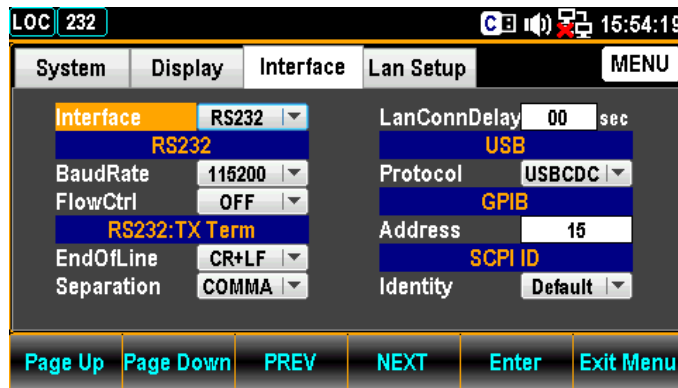 LOC 232 C 15:54:19
System Display Interface Lan Setup MENU
Interface RS232
RS232
BaudRate 115200
FlowCtrl OFF
RS232:TX Term
EndOfLine CR+LF
Separation COMMA
LanConnDelay 00 sec
USB
Protocol USBCDC
GPIB
Address 15
SCPI ID
Identity Default
Page Up Page Down PREV NEXT Enter Exit Menu